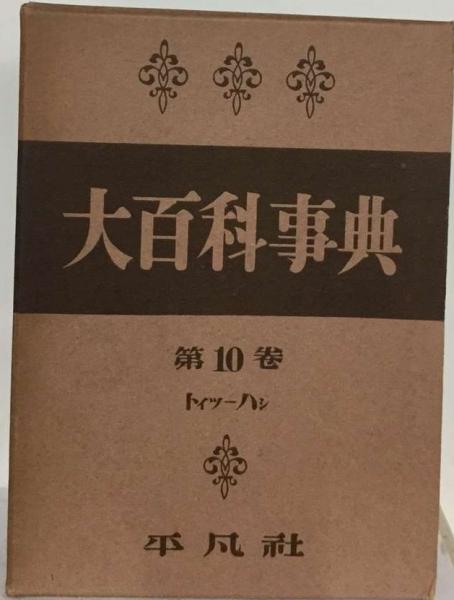 大百科事典
第10巻
トイツーハシ
平凡社